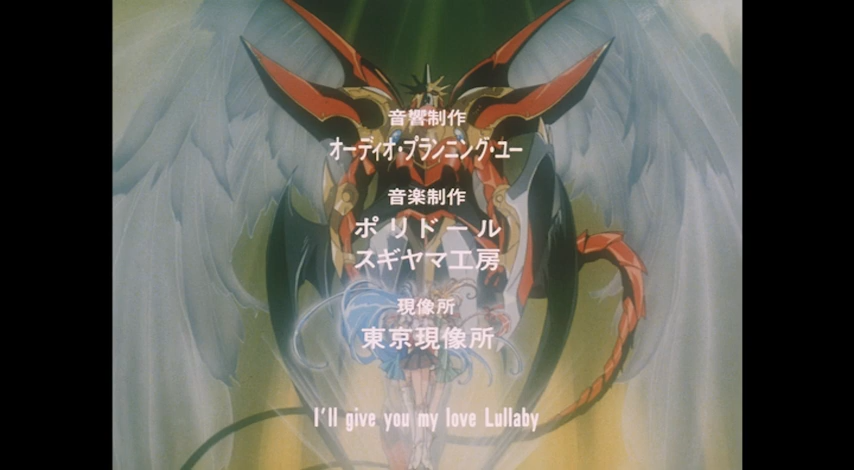 音響制作
オーディオ・プランニング・ユー
音楽制作
ポリドール
スギヤマ工房
現像所
東京現像所
I'll give you my love Lullaby